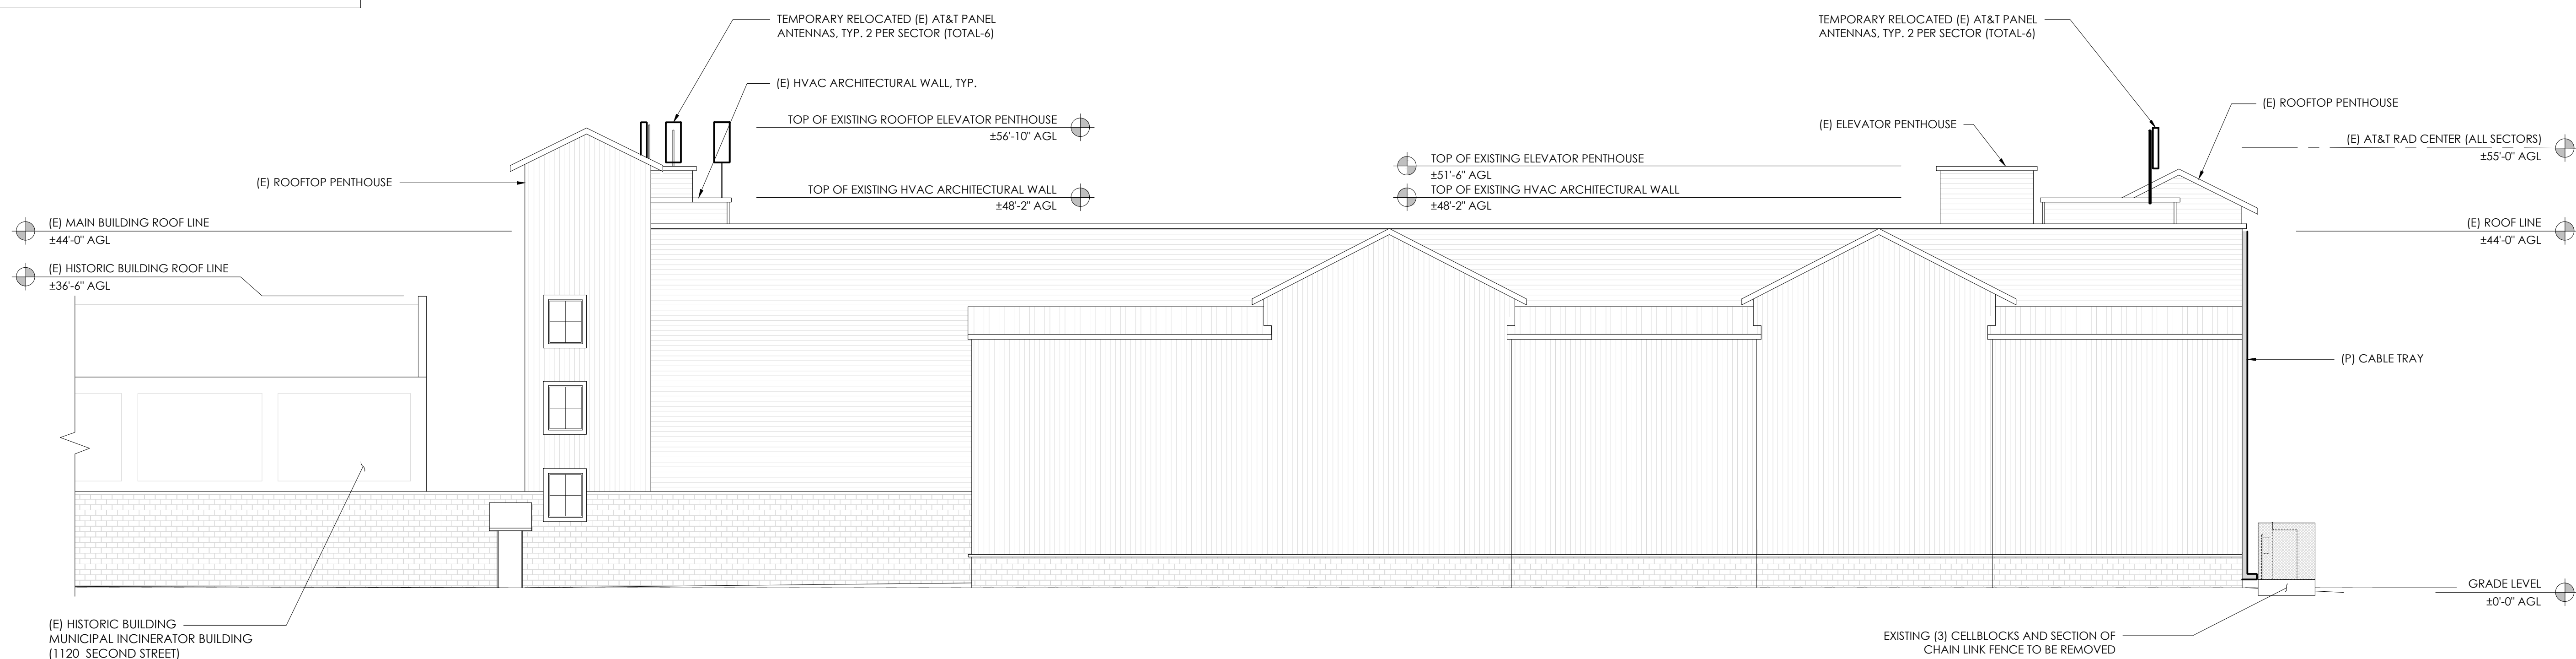 TEMPORARY RELOCATED (E) AT&T PANEL
ANTENNAS, TYP. 2 PER SECTOR (TOTAL-6)
TEMPORARY RELOCATED (E) AT&T PANEL
ANTENNAS, TYP. 2 PER SECTOR (TOTAL-6)
(E) HVAC ARCHITECTURAL WALL, TYP.
(E) ROOFTOP PENTHOUSE
TOP OF EXISTING ROOFTOP ELEVATOR PENTHOUSE
±56'-10" AGL
(E) ELEVATOR PENTHOUSE
(E) AT&T RAD CENTER (ALL SECTORS)
±55'-0" AGL
TOP OF EXISTING ELEVATOR PENTHOUSE
±51'-6" AGL
(E) ROOFTOP PENTHOUSE
TOP OF EXISTING HVAC ARCHITECTURAL WALL
±48'-2" AGL
TOP OF EXISTING HVAC ARCHITECTURAL WALL
±48'-2" AGL
(E) MAIN BUILDING ROOF LINE
±44'-0" AGL
(E) ROOF LINE
±44'-0" AGL
(E) HISTORIC BUILDING ROOF LINE
±36'-6" AGL
(P) CABLE TRAY
GRADE LEVEL
±0'-0" AGL
(E) HISTORIC BUILDING
MUNICIPAL INCINERATOR BUILDING
(1120 SECOND STREET)
EXISTING (3) CELLBLOCKS AND SECTION OF
CHAIN LINK FENCE TO BE REMOVED